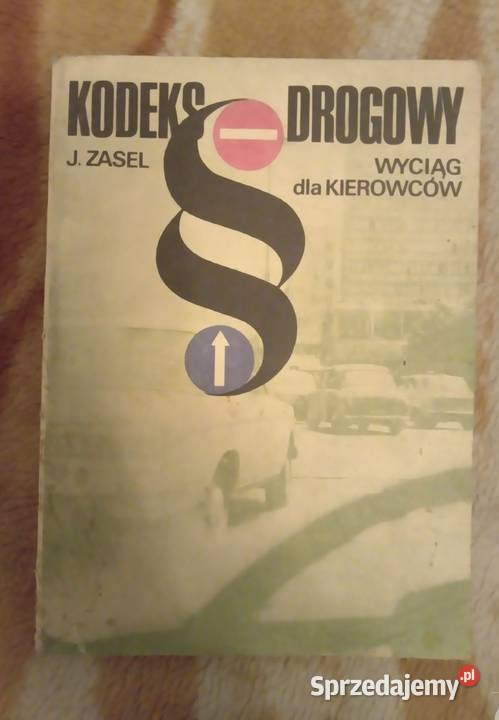 KODEKS § DROGOWY
J. ZASEL
WYCIĄG
dla KIEROWCÓW
Sprzedajemy.pl